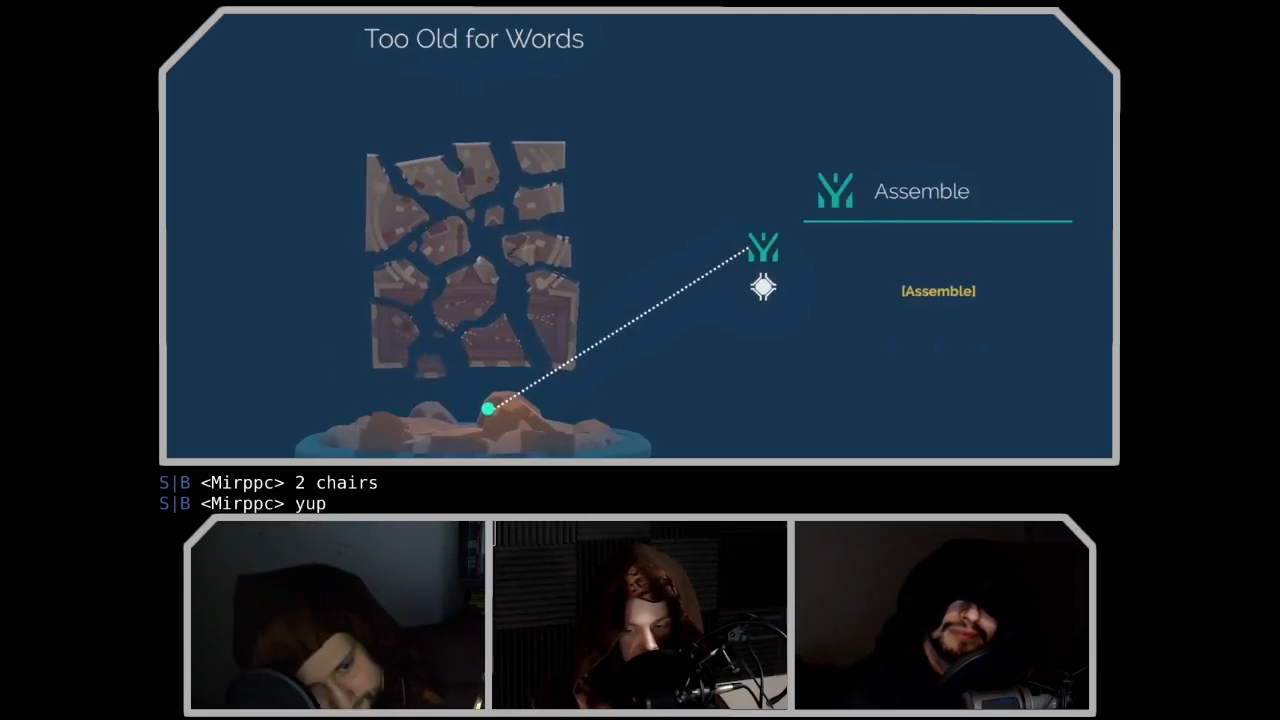 Too Old for Words
Assemble
[Assemble]
S|B <Mirppc> 2 chairs
S|B <Mirppc> yup